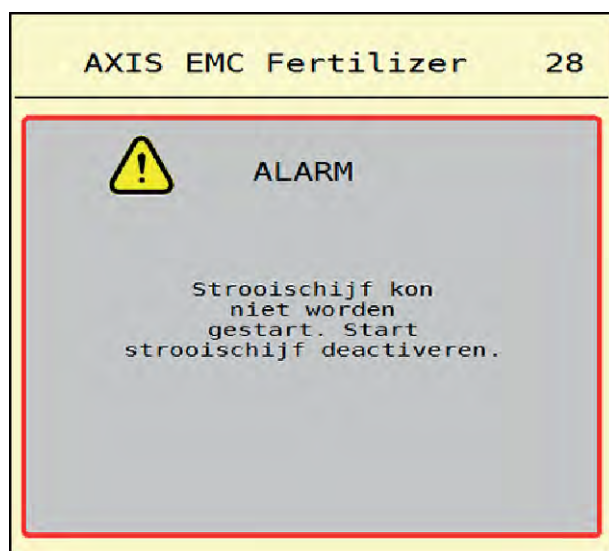 AXIS EMC Fertilizer 28
ALARM
Strooischijf kon
niet worden
gestart. Start
strooischijf deactiveren.